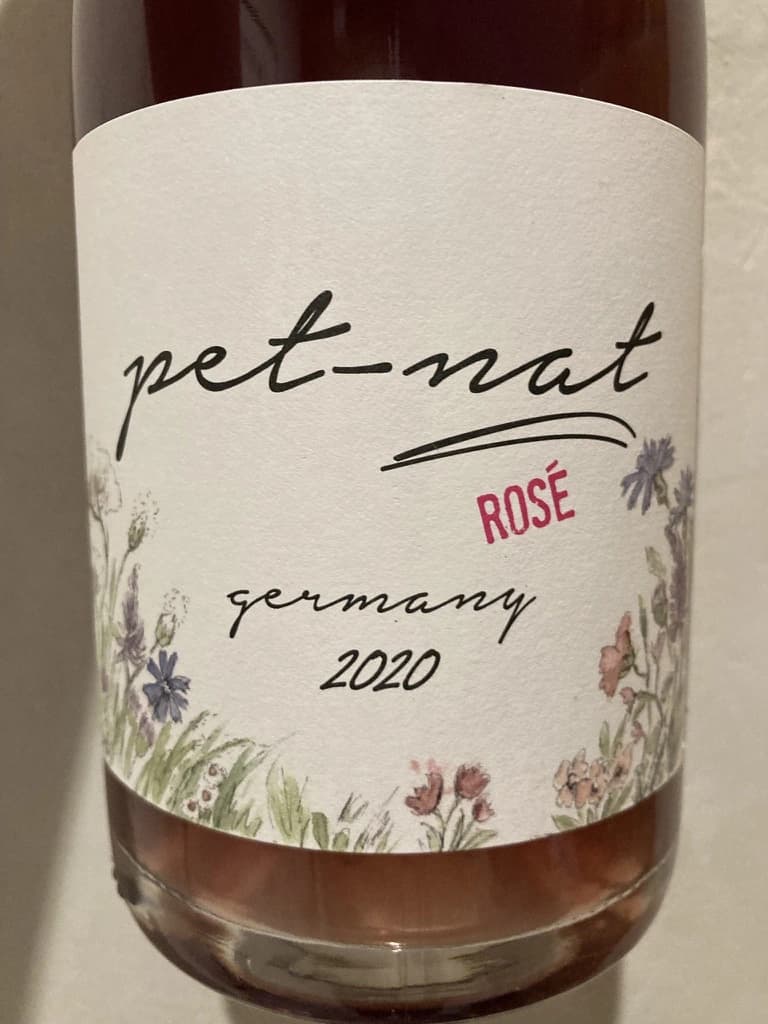 pet-nat
ROSÉ
germany
2020